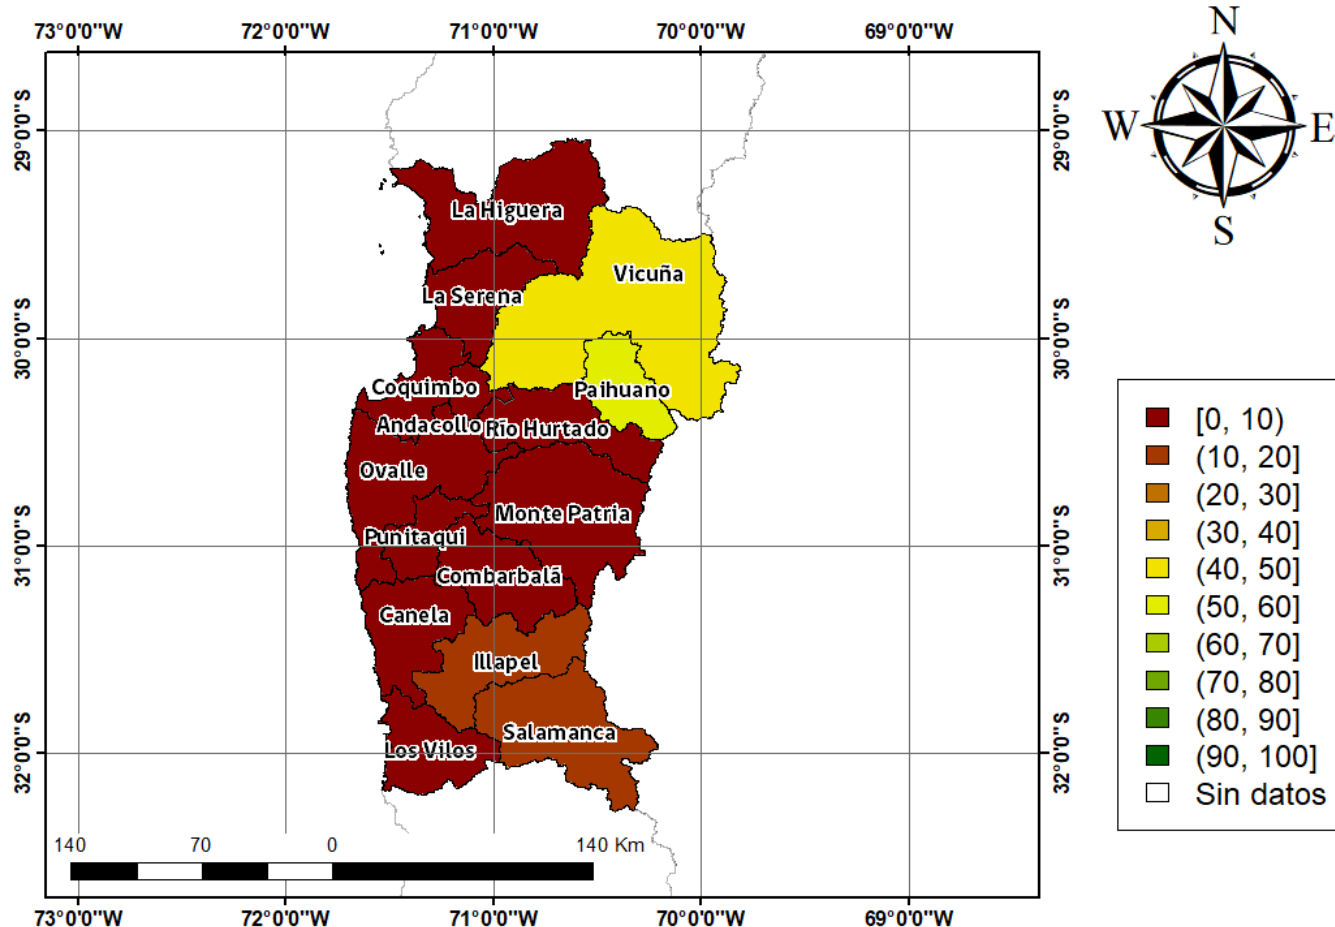 73°0'0"W 72°0'0"W 71°0'0"W 70°0'0"W 69°0'0"W
N
W E
S
29°0'0"S 29°0'0"S
La Higuera
Vicuña
La Serena
30°0'0"S 30°0'0"S
Coquimbo Paihuano
Andacollo Río Hurtado
Ovalle
Monte Patria
Punitaqui
31°0'0"S 31°0'0"S
Combarbalá
Canela
Illapel
Salamanca
Los Vilos
32°0'0"S 32°0'0"S
[0, 10)
(10, 20]
(20, 30]
(30, 40]
(40, 50]
(50, 60]
(60, 70]
(70, 80]
(80, 90]
(90, 100]
Sin datos
140 70 0 140 Km
73°0'0"W 72°0'0"W 71°0'0"W 70°0'0"W 69°0'0"W